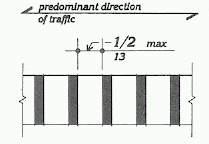 predominant direction
of traffic
1/2 max
13